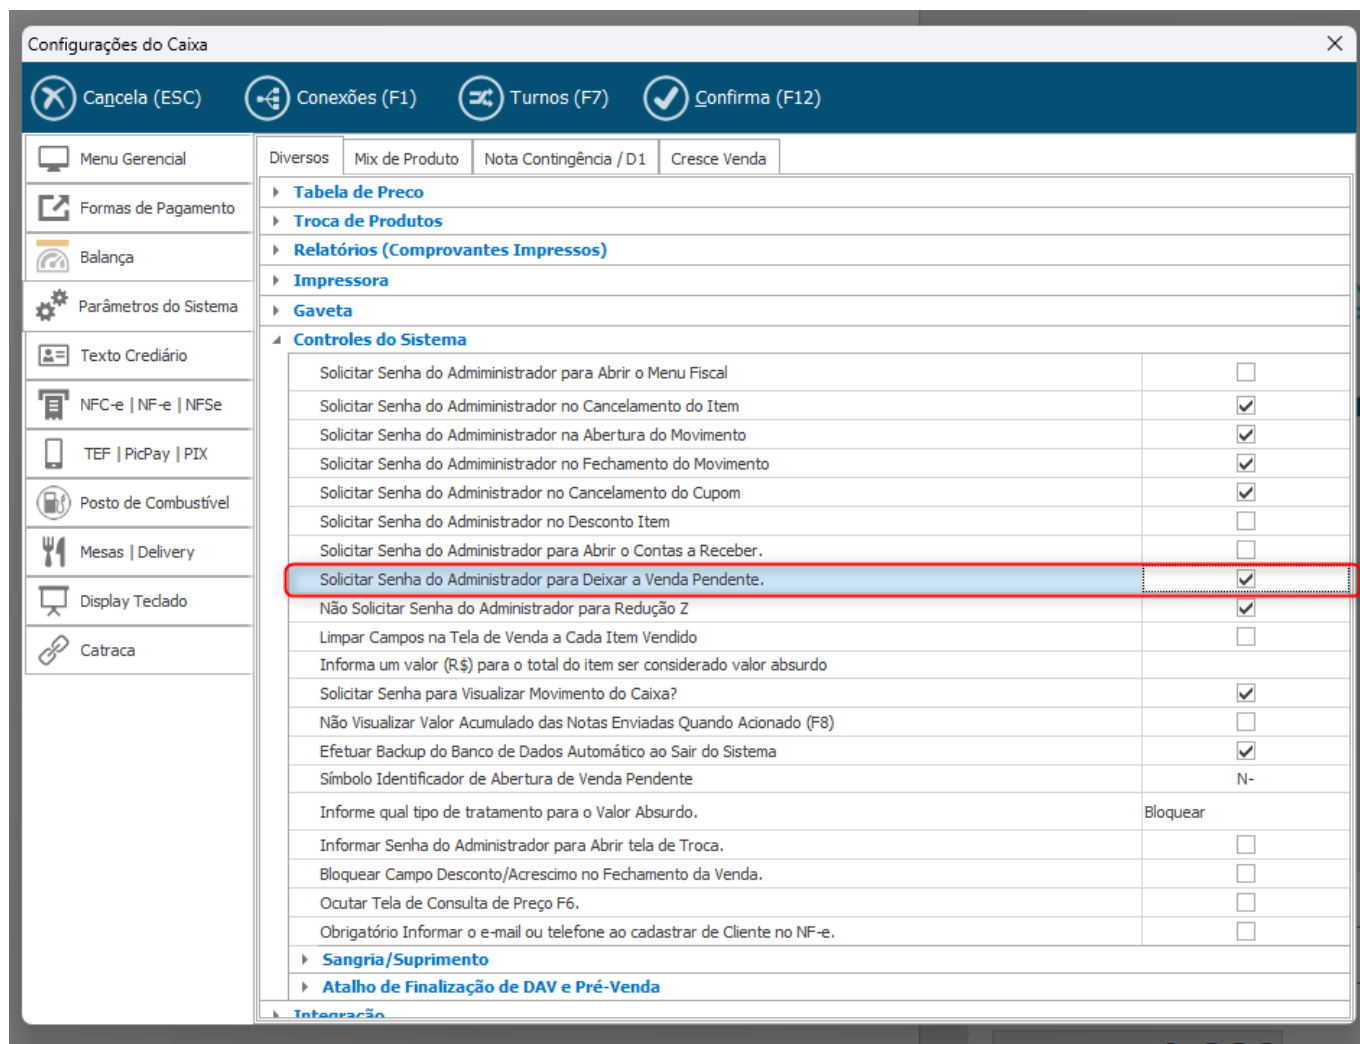 Configurações do Caixa
Cancela (ESC)
Conexões (F1)
Turnos (F7)
Confirma (F12)
Menu Gerencial
Formas de Pagamento
Balança
Parâmetros do Sistema
Texto Crediário
NFC-e | NF-e | NFSe
TEF | PicPay | PIX
Posto de Combustível
Mesas | Delivery
Display Teclado
Catraca
Diversos
Mix de Produto
Nota Contingência / D1
Cresce Venda
Tabela de Preco
Troca de Produtos
Relatórios (Comprovantes Impressos)
Impressora
Gaveta
Controles do Sistema
Solicitar Senha do Admiministrador para Abrir o Menu Fiscal
Solicitar Senha do Admiministrador no Cancelamento do Item
Solicitar Senha do Admiministrador na Abertura do Movimento
Solicitar Senha do Admiministrador no Fechamento do Movimento
Solicitar Senha do Administrador no Cancelamento do Cupom
Solicitar Senha do Administrador no Desconto Item
Solicitar Senha do Administrador para Abrir o Contas a Receber.
Solicitar Senha do Administrador para Deixar a Venda Pendente.
Não Solicitar Senha do Administrador para Redução Z
Limpar Campos na Tela de Venda a Cada Item Vendido
Informa um valor (R$) para o total do item ser considerado valor absurdo
Solicitar Senha para Visualizar Movimento do Caixa?
Não Visualizar Valor Acumulado das Notas Enviadas Quando Acionado (F8)
Efetuar Backup do Banco de Dados Automático ao Sair do Sistema
Símbolo Identificador de Abertura de Venda Pendente N-
Informe qual tipo de tratamento para o Valor Absurdo. Bloquear
Informar Senha do Administrador para Abrir tela de Troca.
Bloquear Campo Desconto/Acrescimo no Fechamento da Venda.
Ocutar Tela de Consulta de Preço F6.
Obrigatório Informar o e-mail ou telefone ao cadastrar de Cliente no NF-e.
Sangria/Suprimento
Atalho de Finalização de DAV e Pré-Venda
Integração